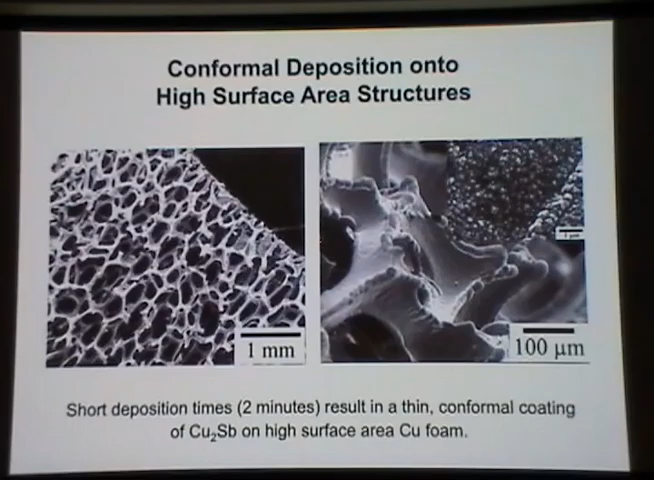 Conformal Deposition onto
High Surface Area Structures
1 mm
100 µm
Short deposition times (2 minutes) result in a thin, conformal coating
of Cu₂Sb on high surface area Cu foam.